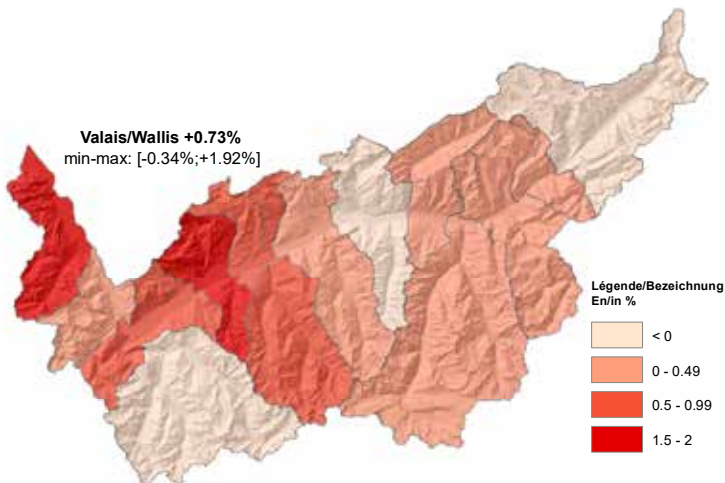 Valais/Wallis +0.73%
min-max: [-0.34%;+1.92%]
Légende/Bezeichnung
En/in %
< 0
0 - 0.49
0.5 - 0.99
1.5 - 2